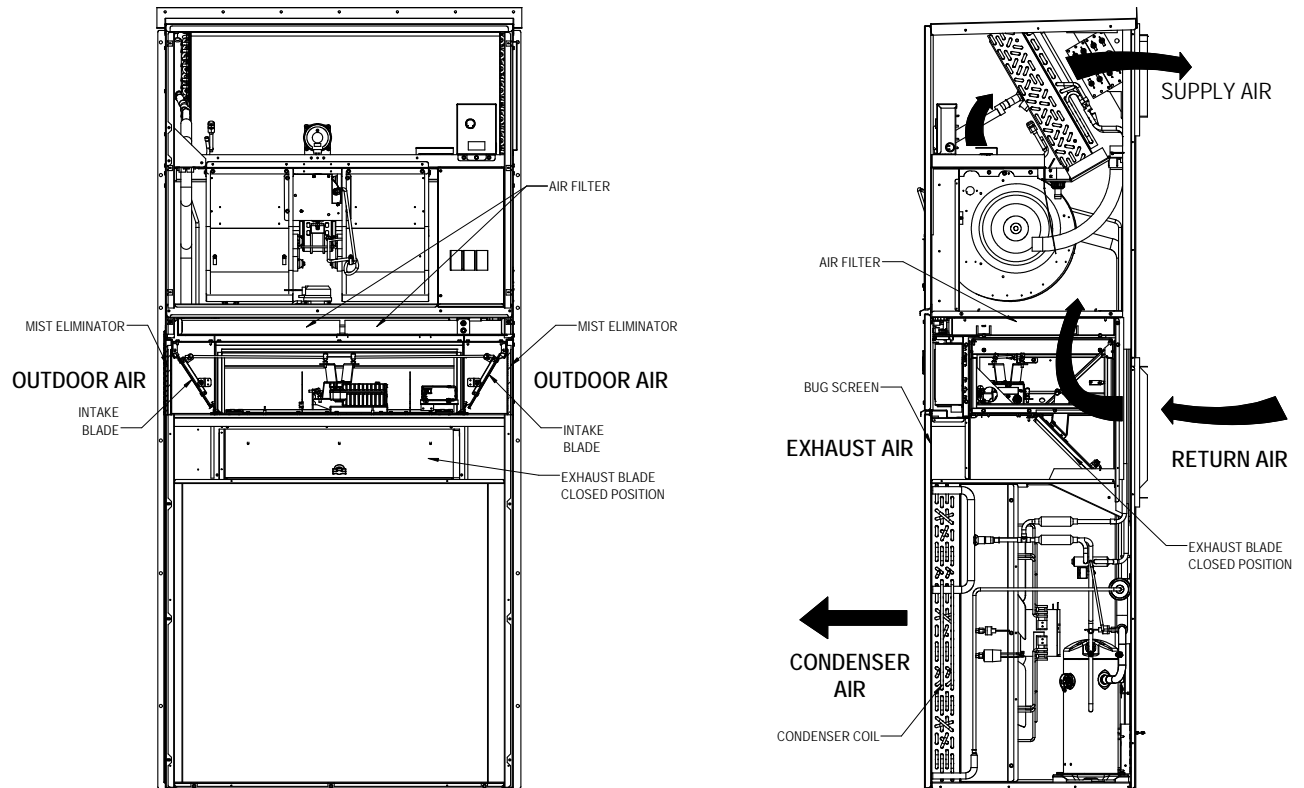 AIR FILTER
MIST ELIMINATOR
MIST ELIMINATOR
OUTDOOR AIR
OUTDOOR AIR
INTAKE
BLADE
INTAKE
BLADE
EXHAUST BLADE
CLOSED POSITION
SUPPLY AIR
AIR FILTER
BUG SCREEN
EXHAUST AIR
RETURN AIR
EXHAUST BLADE
CLOSED POSITION
CONDENSER
AIR
CONDENSER COIL